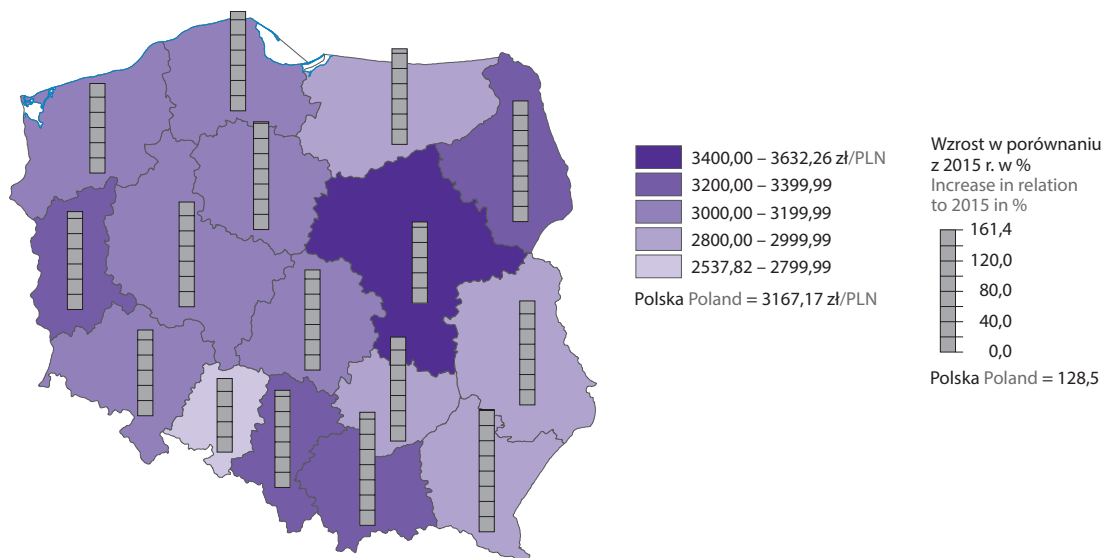 3400,00 – 3632,26 zł/PLN
3200,00 – 3399,99
3000,00 – 3199,99
2800,00 – 2999,99
2537,82 – 2799,99
Polska Poland = 3167,17 zł/PLN
Wzrost w porównaniu
z 2015 r. w %
Increase in relation
to 2015 in %
161,4
120,0
80,0
40,0
0,0
Polska Poland = 128,5